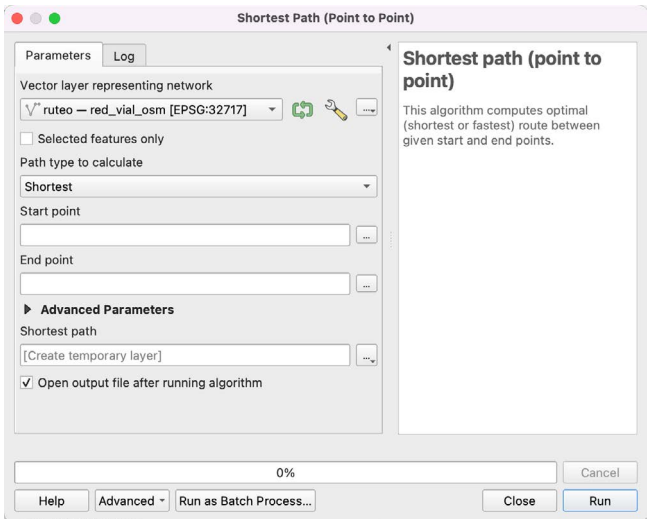 Shortest Path (Point to Point)
Parameters
Log
Vector layer representing network
ruteo — red_vial_osm [EPSG:32717]
...
Selected features only
Path type to calculate
Shortest
Start point
...
End point
...
Advanced Parameters
Shortest path
[Create temporary layer]
...
Open output file after running algorithm
Shortest path (point to
point)
This algorithm computes optimal
(shortest or fastest) route between
given start and end points.
0%
Cancel
Help
Advanced
Run as Batch Process...
Close
Run